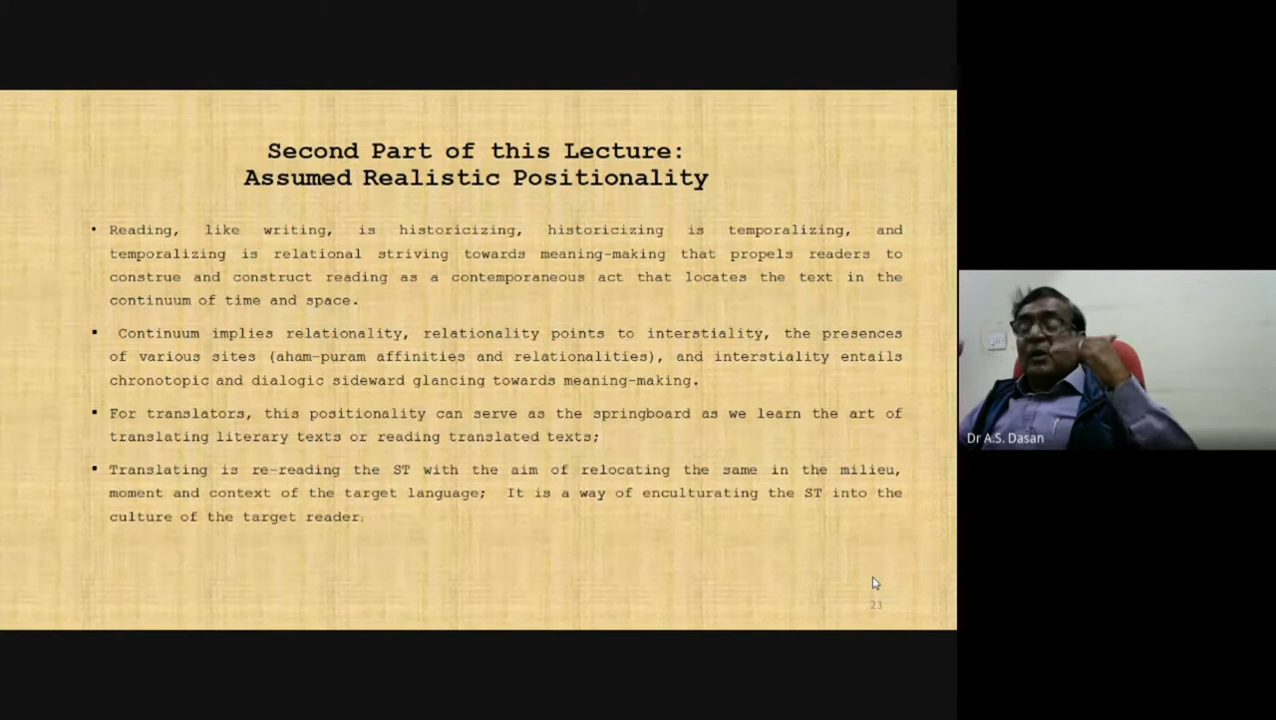 Second Part of this Lecture:
Assumed Realistic Positionality
• Reading, like writing, is historicizing, historicizing is temporalizing, and
temporalizing is relational striving towards meaning-making that propels readers to
construe and construct reading as a contemporaneous act that locates the text in the
continuum of time and space.
▪ Continuum implies relationality, relationality points to interstiality, the presences
of various sites (aham-puram affinities and relationalities), and interstiality entails
chronotopic and dialogic sideward glancing towards meaning-making.
▪ For translators, this positionality can serve as the springboard as we learn the art of
translating literary texts or reading translated texts;
▪ Translating is re-reading the ST with the aim of relocating the same in the milieu,
moment and context of the target language; It is a way of enculturating the ST into the
culture of the target reader;
23
Dr A.S. Dasan